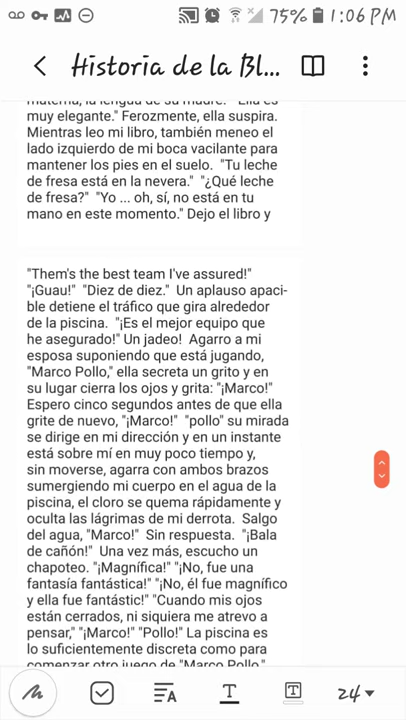 75% 1:06 PM
Historia de la Bl...
materna, la lengua de su madre. "Ella es
muy elegante." Ferozmente, ella suspira.
Mientras leo mi libro, también meneo el
lado izquierdo de mi boca vacilante para
mantener los pies en el suelo. "Tu leche
de fresa está en la nevera." "¿Qué leche
de fresa?" "Yo ... oh, sí, no está en tu
mano en este momento." Dejo el libro y
"Them's the best team I've assured!"
"¡Guau!" "Diez de diez." Un aplauso apaci-
ble detiene el tráfico que gira alrededor
de la piscina. "¡Es el mejor equipo que
he asegurado!" Un jadeo! Agarro a mi
esposa suponiendo que está jugando,
"Marco Pollo," ella secreta un grito y en
su lugar cierra los ojos y grita: "¡Marco!"
Espero cinco segundos antes de que ella
grite de nuevo, "¡Marco!" "pollo" su mirada
se dirige en mi dirección y en un instante
está sobre mí en muy poco tiempo y,
sin moverse, agarra con ambos brazos
sumergiendo mi cuerpo en el agua de la
piscina, el cloro se quema rápidamente y
oculta las lágrimas de mi derrota. Salgo
del agua, "Marco!" Sin respuesta. "¡Bala
de cañón!" Una vez más, escucho un
chapoteo. "¡Magnífica!" "¡No, fue una
fantasía fantástica!" "¡No, él fue magnífico
y ella fue fantástic!" "Cuando mis ojos
están cerrados, ni siquiera me atrevo a
pensar," "¡Marco!" "Pollo!" La piscina es
lo suficientemente discreta como para
comenzar otro juego de "Marco Pollo."
24